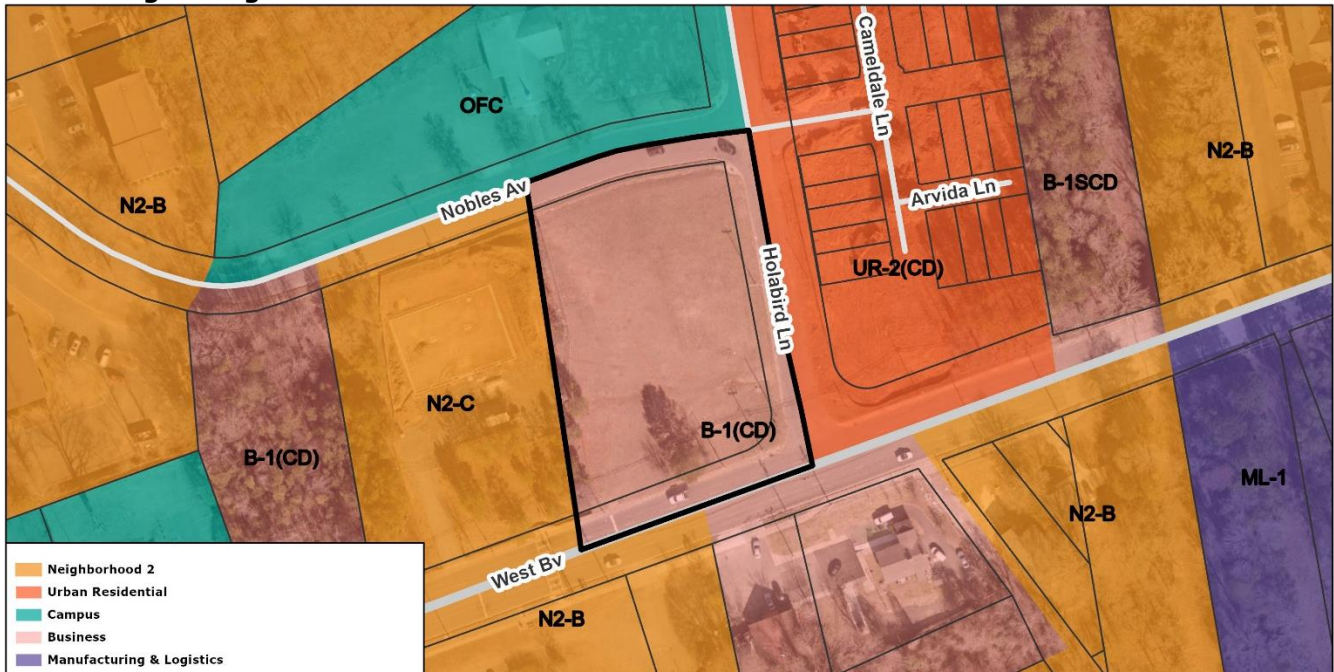 OFC
Cameldale Ln
N2-B
B-1SCD
N2-B
Nobles Av
Arvida Ln
Holabird Ln
UR-2(CD)
N2-C
B-1(CD)
B-1(CD)
ML-1
N2-B
West Bv
N2-B
Neighborhood 2
Urban Residential
Campus
Business
Manufacturing & Logistics